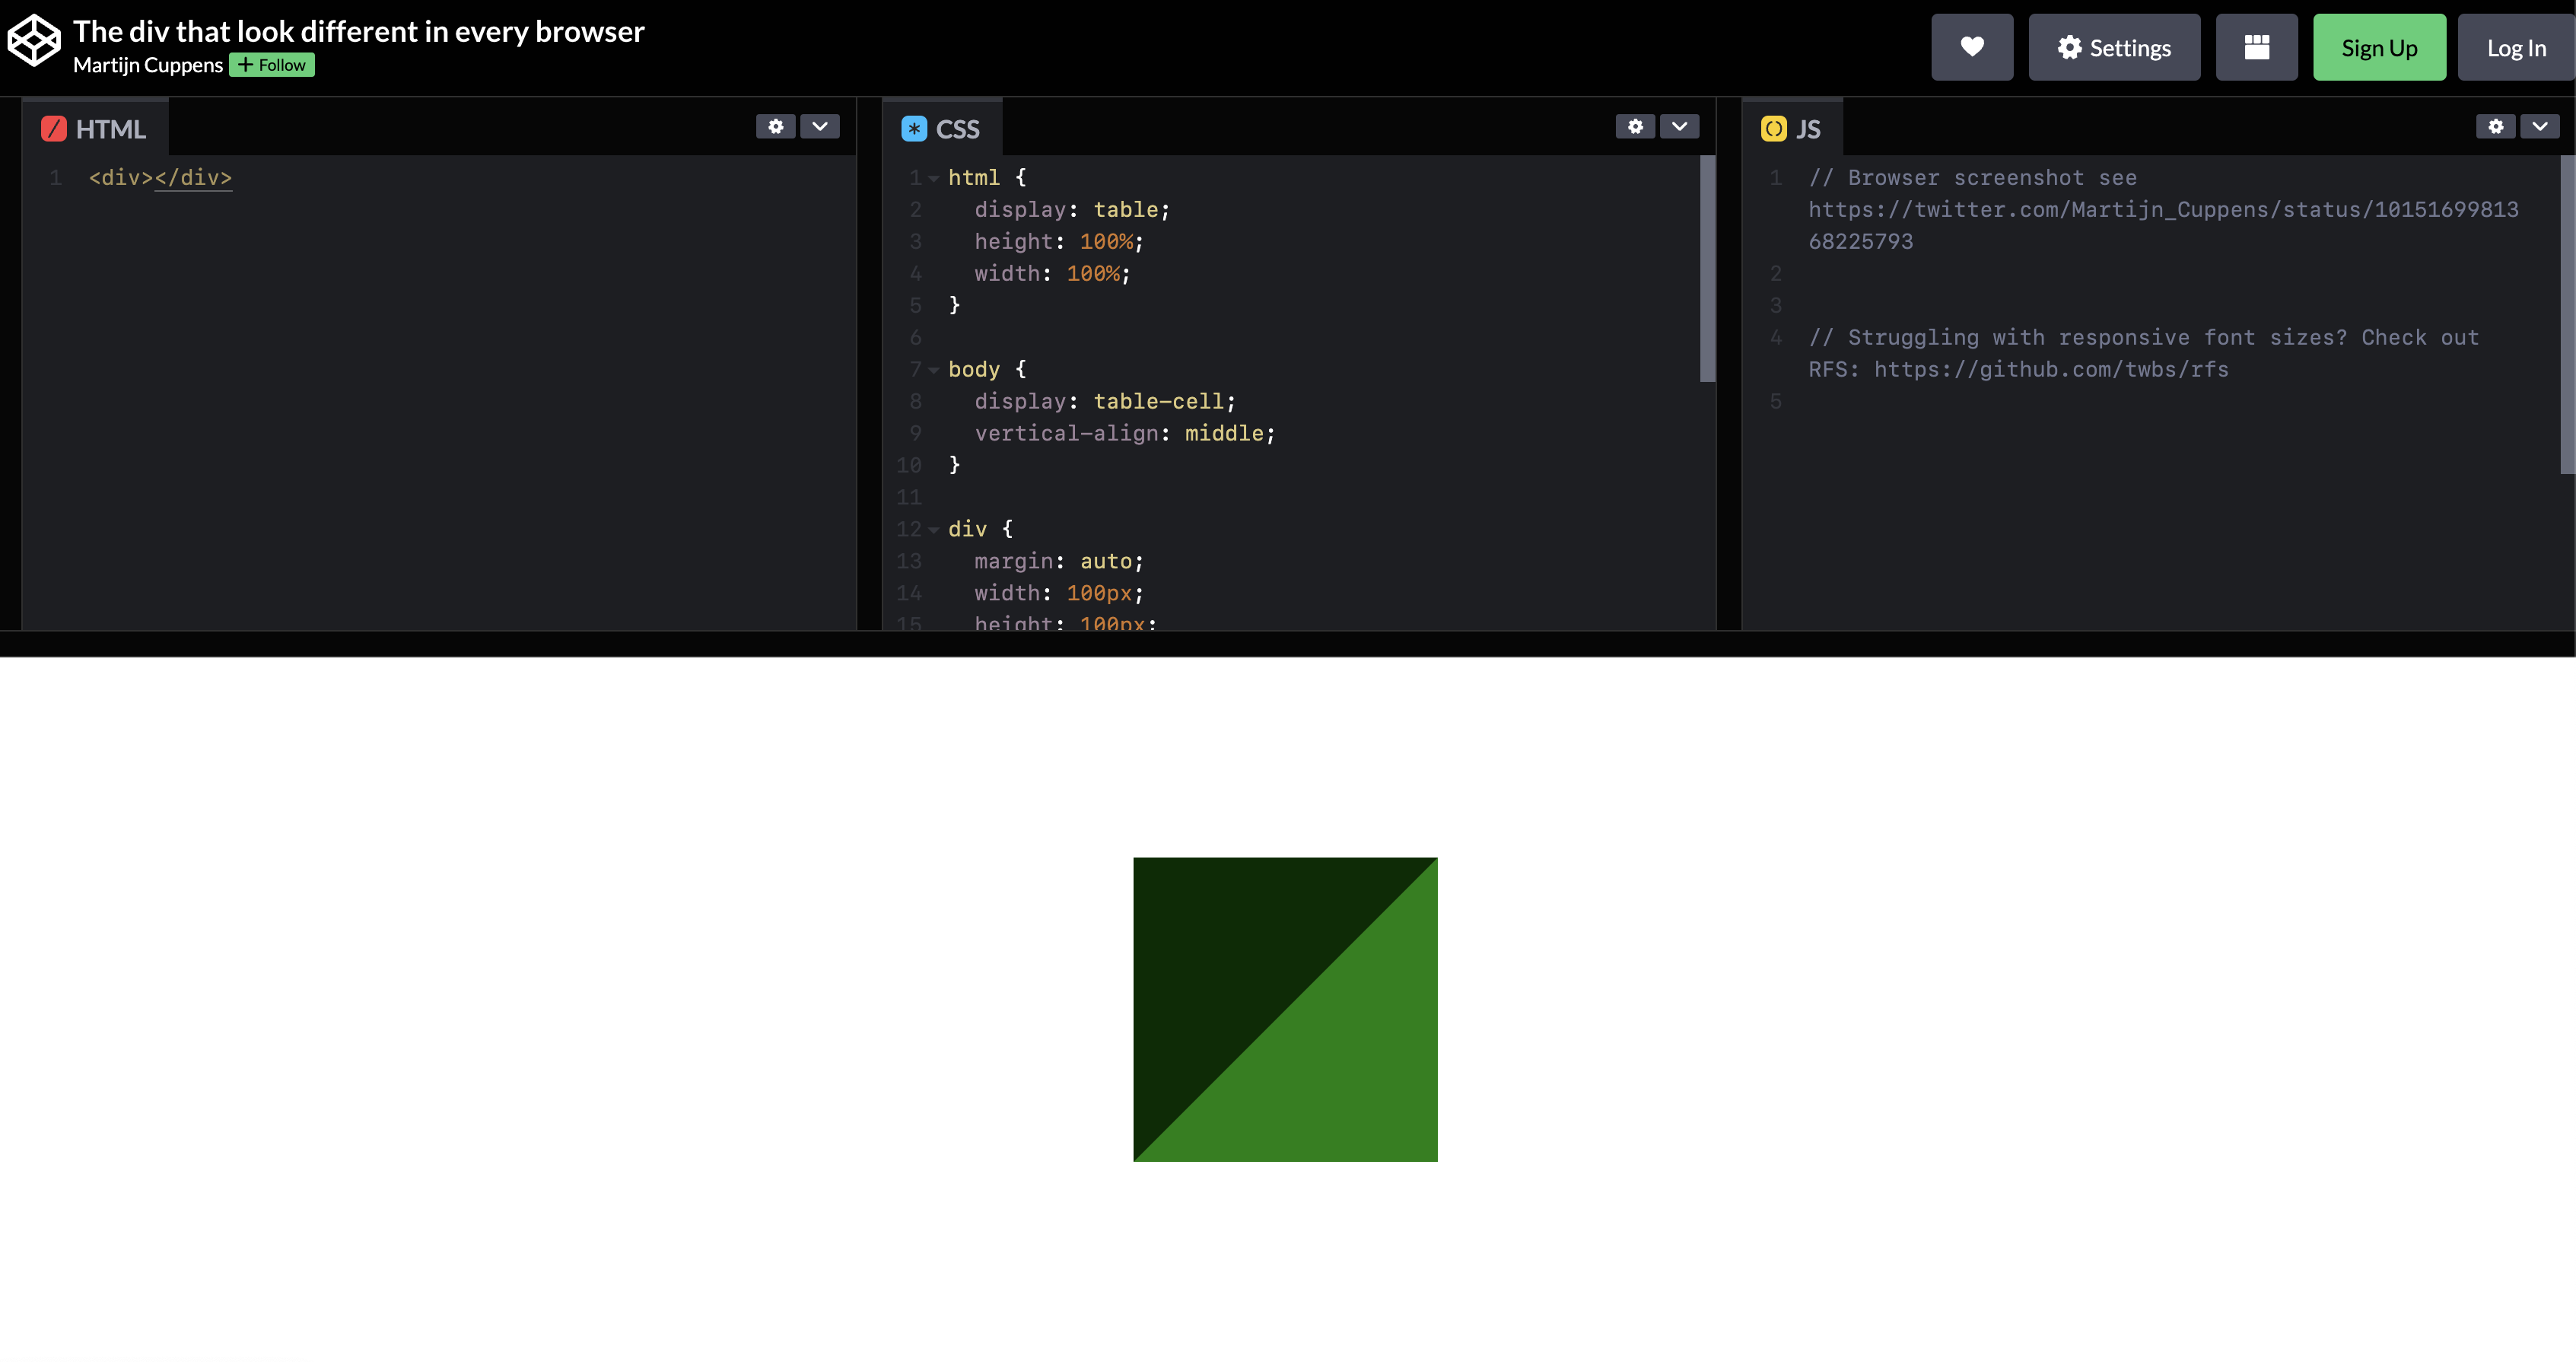 The div that look different in every browser
Martijn Cuppens + Follow
Settings
Sign Up
Log In
HTML
1 <div></div>
CSS
1 html {
2   display: table;
3   height: 100%;
4   width: 100%;
5 }
6
7 body {
8   display: table-cell;
9   vertical-align: middle;
10 }
11
12 div {
13   margin: auto;
14   width: 100px;
15   height: 100px;
JS
1 // Browser screenshot see
https://twitter.com/Martijn_Cuppens/status/10151699813
68225793
2
3
4 // Struggling with responsive font sizes? Check out
RFS: https://github.com/twbs/rfs
5